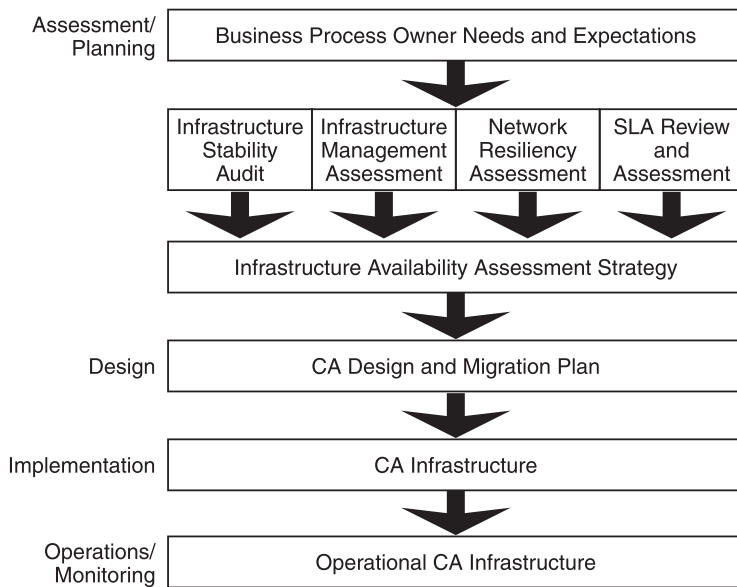 Assessment/
Planning
Business Process Owner Needs and Expectations
Infrastructure
Stability
Audit
Infrastructure
Management
Assessment
Network
Resiliency
Assessment
SLA Review
and
Assessment
Infrastructure Availability Assessment Strategy
Design
CA Design and Migration Plan
Implementation
CA Infrastructure
Operations/
Monitoring
Operational CA Infrastructure